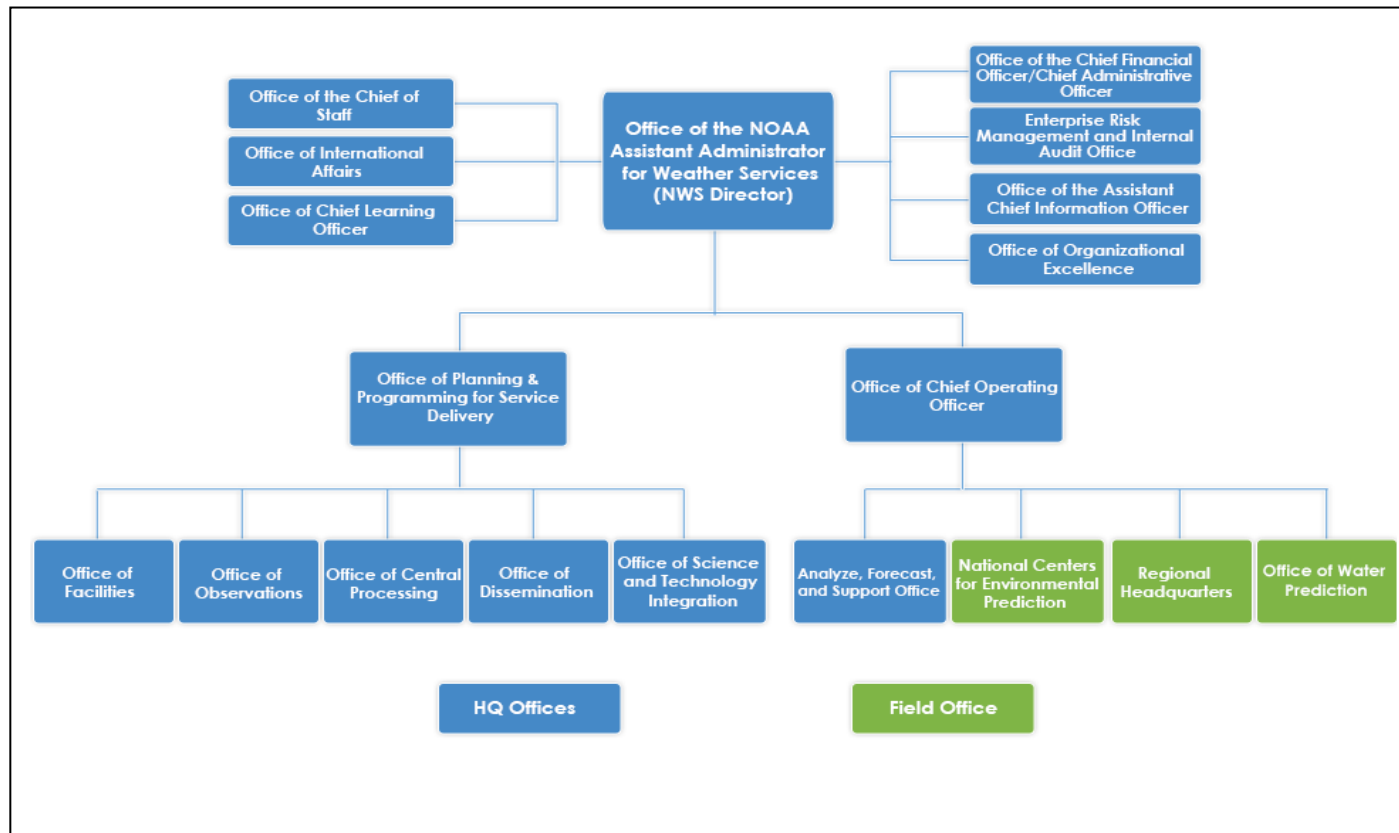 Office of the Chief of
Staff
Office of International
Affairs
Office of Chief Learning
Officer
Office of the NOAA
Assistant Administrator
for Weather Services
(NWS Director)
Office of the Chief Financial
Officer/Chief Administrative
Officer
Enterprise Risk
Management and Internal
Audit Office
Office of the Assistant
Chief Information Officer
Office of Organizational
Excellence
Office of Planning &
Programming for Service
Delivery
Office of Chief Operating
Officer
Office of
Facilities
Office of
Observations
Office of Central
Processing
Office of
Dissemination
Office of Science
and Technology
Integration
Analyze, Forecast,
and Support Office
National Centers
for Environmental
Prediction
Regional
Headquarters
Office of Water
Prediction
HQ Offices
Field Office